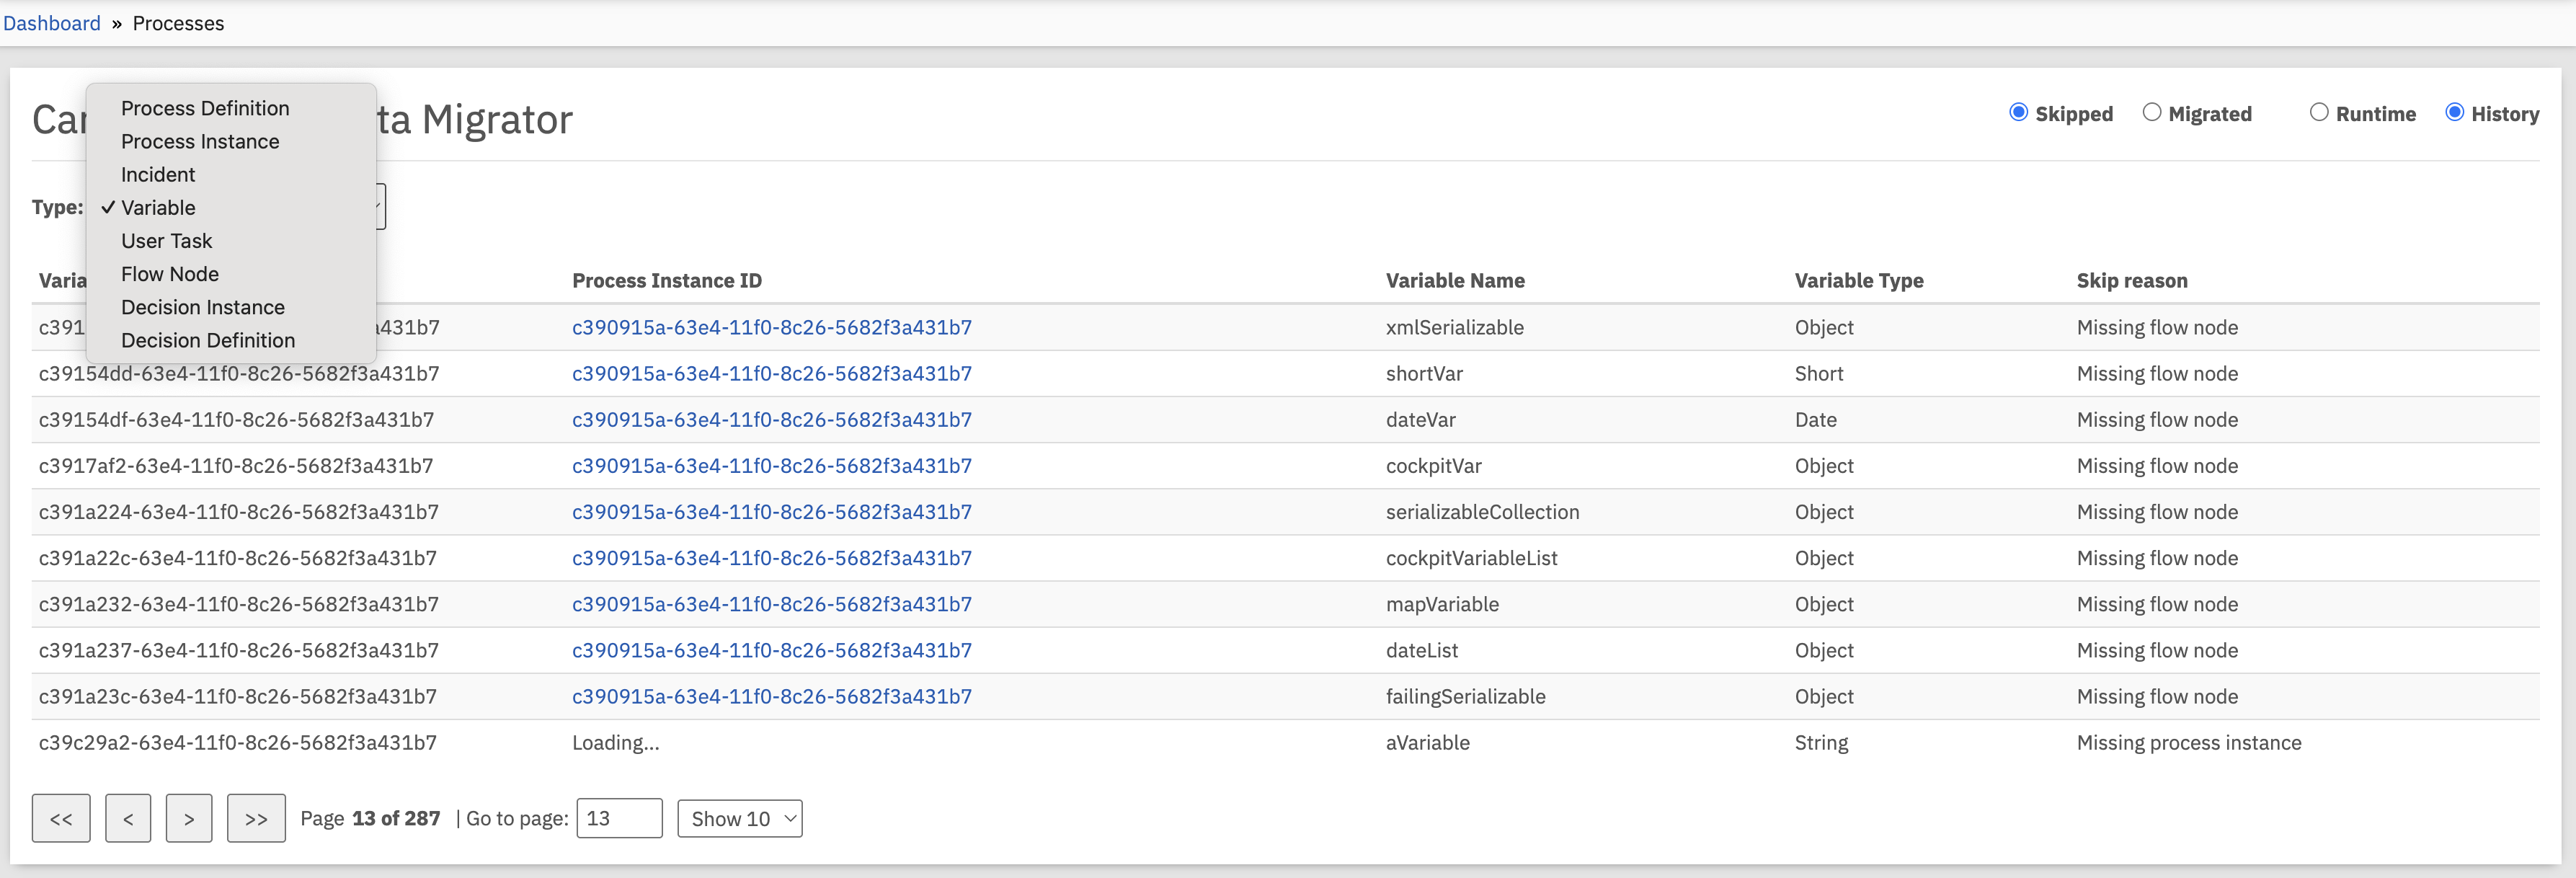 Dashboard » Processes
Process Definition
Process Instance
Incident
✓ Variable
User Task
Flow Node
Decision Instance
Decision Definition
Migrator
Skipped Migrated Runtime History
Type:
Process Instance ID Variable Name Variable Type Skip reason
c390915a-63e4-11f0-8c26-5682f3a431b7 xmlSerializable Object Missing flow node
c39154dd-63e4-11f0-8c26-5682f3a431b7 c390915a-63e4-11f0-8c26-5682f3a431b7 shortVar Short Missing flow node
c39154df-63e4-11f0-8c26-5682f3a431b7 c390915a-63e4-11f0-8c26-5682f3a431b7 dateVar Date Missing flow node
c3917af2-63e4-11f0-8c26-5682f3a431b7 c390915a-63e4-11f0-8c26-5682f3a431b7 cockpitVar Object Missing flow node
c391a224-63e4-11f0-8c26-5682f3a431b7 c390915a-63e4-11f0-8c26-5682f3a431b7 serializableCollection Object Missing flow node
c391a22c-63e4-11f0-8c26-5682f3a431b7 c390915a-63e4-11f0-8c26-5682f3a431b7 cockpitVariableList Object Missing flow node
c391a232-63e4-11f0-8c26-5682f3a431b7 c390915a-63e4-11f0-8c26-5682f3a431b7 mapVariable Object Missing flow node
c391a237-63e4-11f0-8c26-5682f3a431b7 c390915a-63e4-11f0-8c26-5682f3a431b7 dateList Object Missing flow node
c391a23c-63e4-11f0-8c26-5682f3a431b7 c390915a-63e4-11f0-8c26-5682f3a431b7 failingSerializable Object Missing flow node
c39c29a2-63e4-11f0-8c26-5682f3a431b7 Loading... aVariable String Missing process instance
<< < > >> Page 13 of 287 | Go to page: 13 Show 10